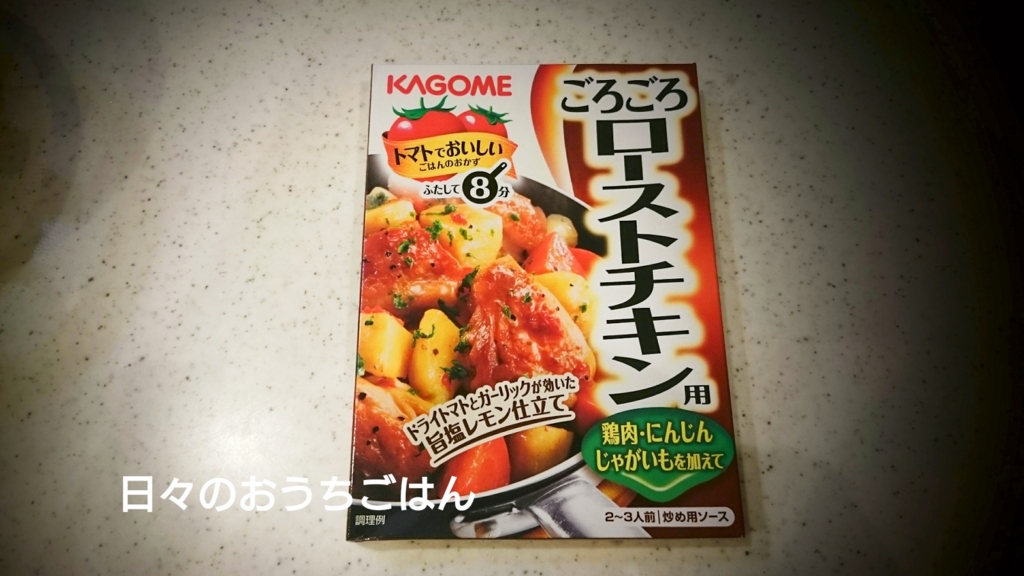 KAGOME
トマトでおいしい
ごはんのおかず
ふたして8分
ごろごろ
ローストチキン用
ドライトマトとガーリックが効いた
旨塩レモン仕立て
鶏肉・にんじん
じゃがいもを加えて
日々のおうちごはん
調理例
2~3人前|炒め用ソース